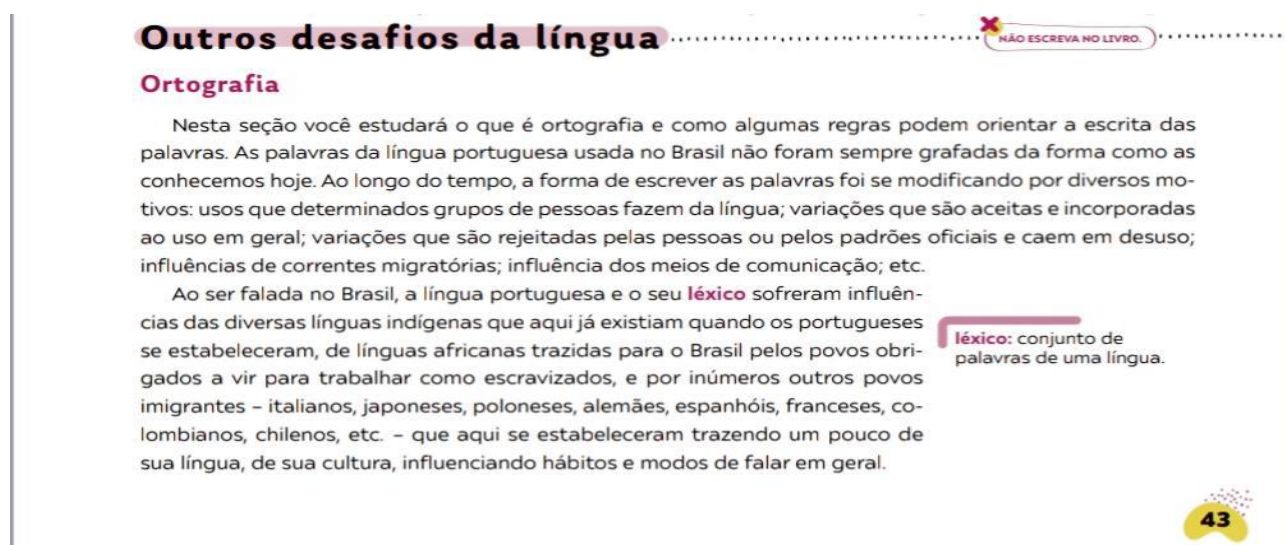 Outros desafios da língua
NÃO ESCREVA NO LIVRO.
Ortografia
Nesta seção você estudará o que é ortografia e como algumas regras podem orientar a escrita das
palavras. As palavras da língua portuguesa usada no Brasil não foram sempre grafadas da forma como as
conhecemos hoje. Ao longo do tempo, a forma de escrever as palavras foi se modificando por diversos mo-
tivos: usos que determinados grupos de pessoas fazem da língua; variações que são aceitas e incorporadas
ao uso em geral; variações que são rejeitadas pelas pessoas ou pelos padrões oficiais e caem em desuso;
influências de correntes migratórias; influência dos meios de comunicação; etc.
Ao ser falada no Brasil, a língua portuguesa e o seu léxico sofreram influên-
cias das diversas línguas indígenas que aqui já existiam quando os portugueses
se estabeleceram, de línguas africanas trazidas para o Brasil pelos povos obri-
gados a vir para trabalhar como escravizados, e por inúmeros outros povos
imigrantes – italianos, japoneses, poloneses, alemães, espanhóis, franceses, co-
lombianos, chilenos, etc. – que aqui se estabeleceram trazendo um pouco de
sua língua, de sua cultura, influenciando hábitos e modos de falar em geral.
léxico: conjunto de
palavras de uma língua.
43